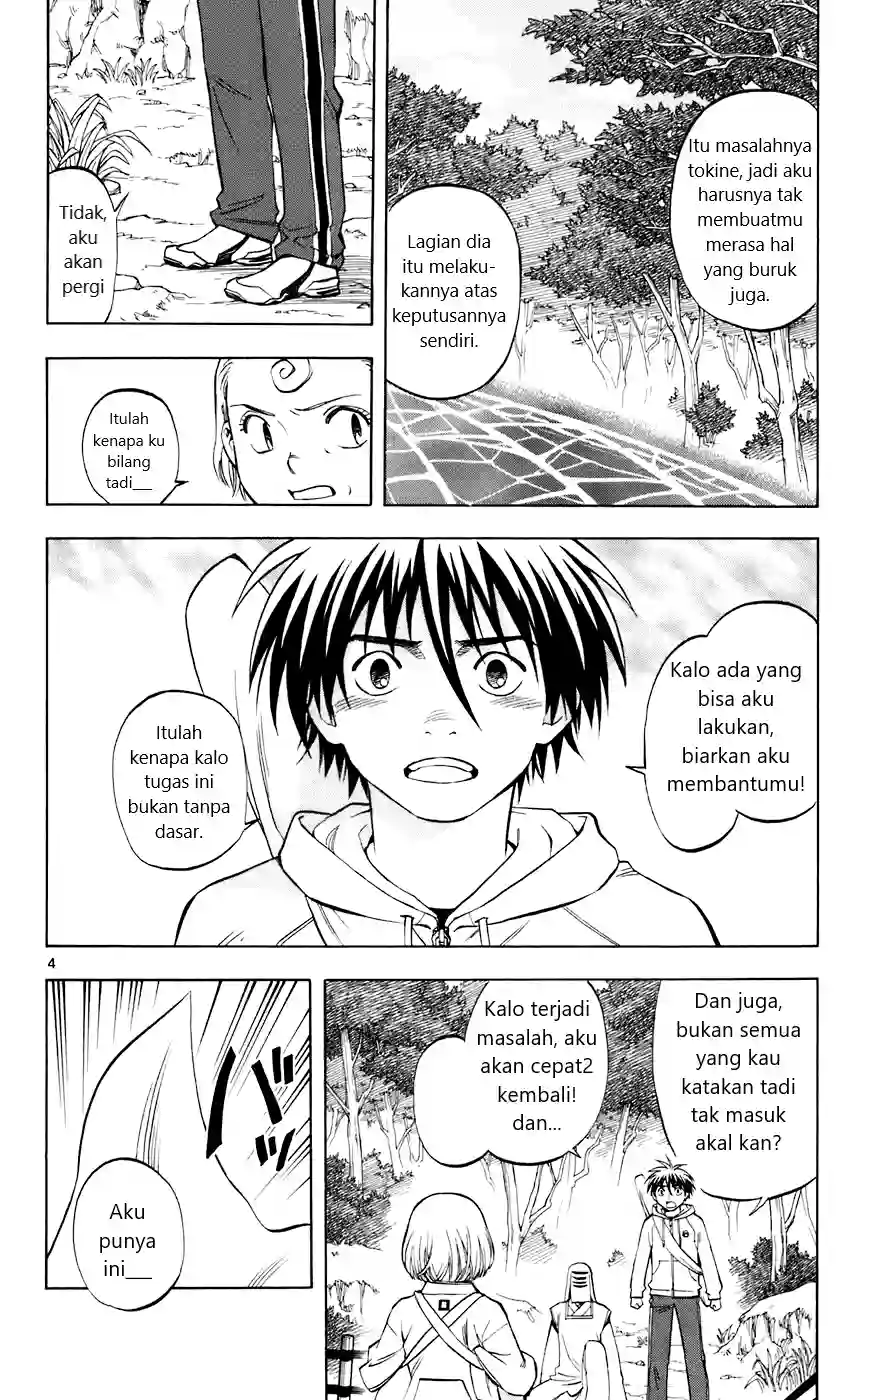 Itu masalahnya
tokine, jadi aku
harusnya tak
membuatmu
merasa hal
yang buruk
juga.
Lagian dia
itu melaku-
kannya atas
keputusannya
sendiri.
Tidak,
aku
akan
pergi
Itulah
kenapa ku
bilang
tadi__
Kalo ada yang
bisa aku
lakukan,
biarkan aku
membantumu!
Itulah
kenapa kalo
tugas ini
bukan tanpa
dasar.
4
Dan juga,
bukan semua
yang kau
katakan tadi
tak masuk
akal kan?
Kalo terjadi
masalah, aku
akan cepat2
kembali!
dan...
Aku
punya
ini__